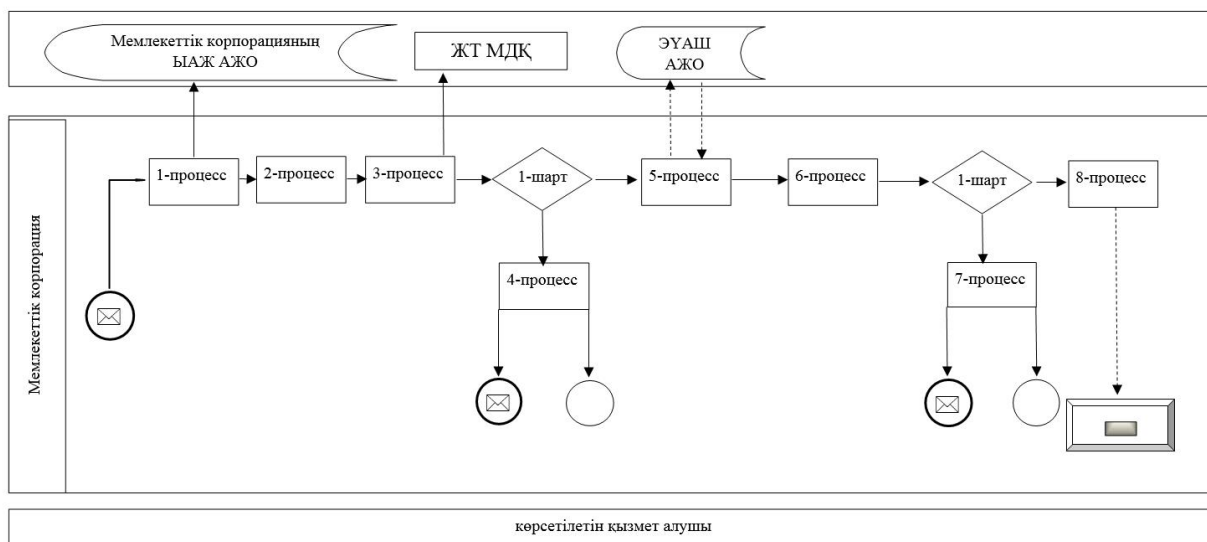 Мемлекеттік корпорацияның
ЫАЖ АЖО
ЖТ МДҚ
ЭҮАШ
АЖО
Мемлекеттік корпорация
1-процесс
2-процесс
3-процесс
1-шарт
5-процесс
6-процесс
1-шарт
8-процесс
4-процесс
7-процесс
көрсетілетін қызмет алушы